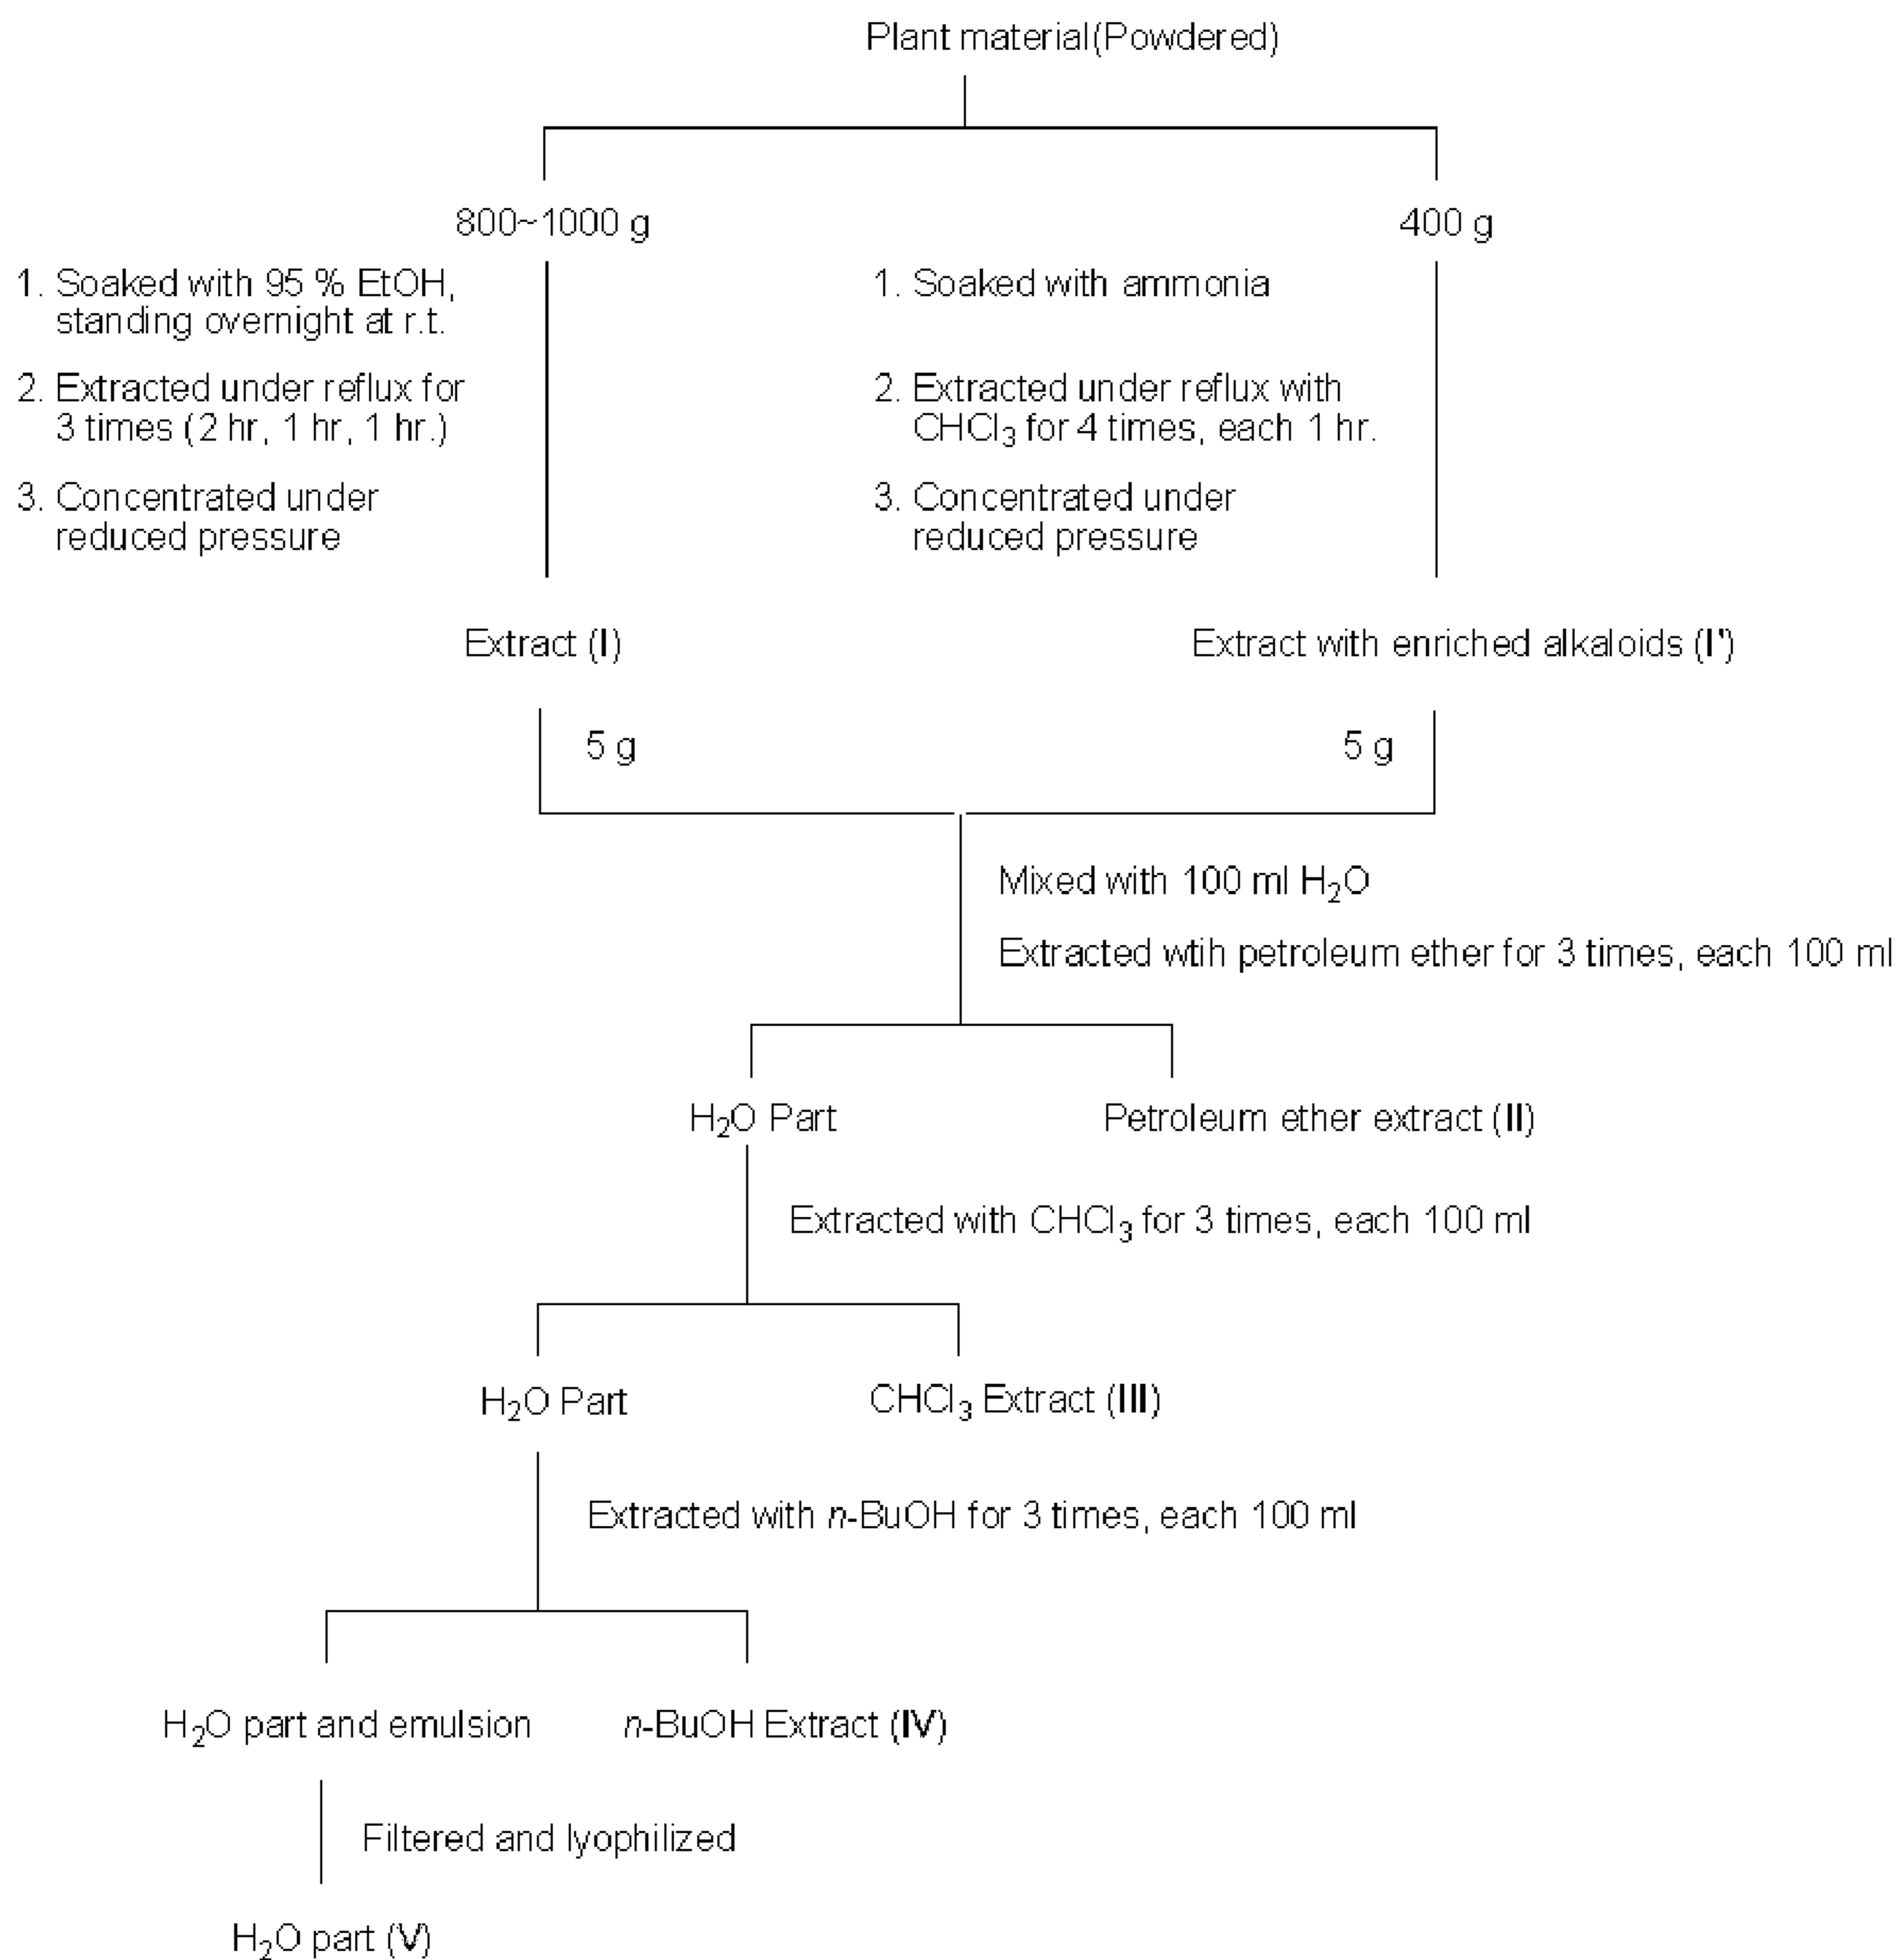 Plant material(Powdered)
800~1000 g
400 g
1. Soaked with 95 % EtOH,
standing overnight at r.t.
2. Extracted under reflux for
3 times (2 hr, 1 hr, 1 hr.)
3. Concentrated under
reduced pressure
1. Soaked with ammonia
2. Extracted under reflux with
CHCl₃ for 4 times, each 1 hr.
3. Concentrated under
reduced pressure
Extract (I)
Extract with enriched alkaloids (I')
5 g
5 g
Mixed with 100 ml H₂O
Extracted wtih petroleum ether for 3 times, each 100 ml
H₂O Part
Petroleum ether extract (II)
Extracted with CHCl₃ for 3 times, each 100 ml
H₂O Part
CHCl₃ Extract (III)
Extracted with n-BuOH for 3 times, each 100 ml
H₂O part and emulsion
n-BuOH Extract (IV)
Filtered and lyophilized
H₂O part (V)